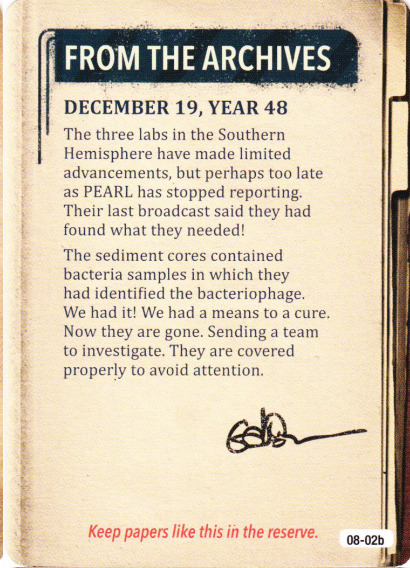 FROM THE ARCHIVES
DECEMBER 19, YEAR 48
The three labs in the Southern
Hemisphere have made limited
advancements, but perhaps too late
as PEARL has stopped reporting.
Their last broadcast said they had
found what they needed!
The sediment cores contained
bacteria samples in which they
had identified the bacteriophage.
We had it! We had a means to a cure.
Now they are gone. Sending a team
to investigate. They are covered
properly to avoid attention.
Keep papers like this in the reserve.
08-02b